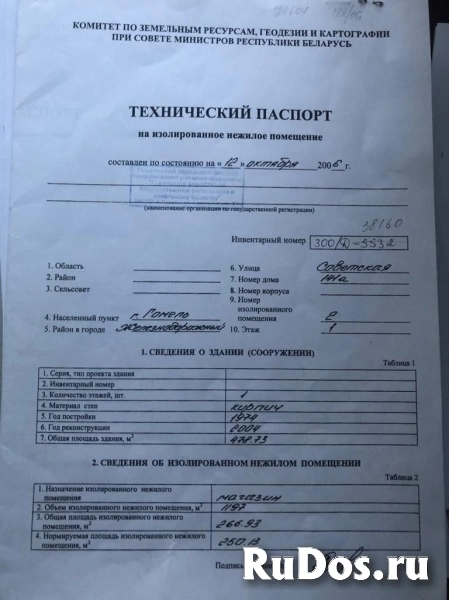 КОМИТЕТ ПО ЗЕМЕЛЬНЫМ РЕСУРСАМ, ГЕОДЕЗИИ И КАРТОГРАФИИ
ПРИ СОВЕТЕ МИНИСТРОВ РЕСПУБЛИКИ БЕЛАРУСЬ
ТЕХНИЧЕСКИЙ ПАСПОРТ
на изолированное нежилое помещение
составлен по состоянию на « 12 » октября 2006 г.
(наименование организации по государственной регистрации)
38160
Инвентарный номер 300/D-5532
1. Область
2. Район
3. Сельсовет
4. Населенный пункт г. Гомель
5. Район в городе Железнодорожный
6. Улица Советская
7. Номер дома 141а
8. Номер корпуса
9. Номер изолированного помещения 2
10. Этаж 1
1. СВЕДЕНИЯ О ЗДАНИИ (СООРУЖЕНИИ)
Таблица 1
1. Серия, тип проекта здания
2. Инвентарный номер
3. Количество этажей, шт. 1
4. Материал стен кирпич
5. Год постройки 1974
6. Год реконструкции 2004
7. Общая площадь здания, м² 478.73
2. СВЕДЕНИЯ ОБ ИЗОЛИРОВАННОМ НЕЖИЛОМ ПОМЕЩЕНИИ
Таблица 2
1. Назначение изолированного нежилого помещения магазин
2. Объем изолированного нежилого помещения, м³ 1197
3. Общая площадь изолированного нежилого помещения, м² 266.93
4. Нормируемая площадь изолированного нежилого помещения, м² 250.13
Подпись
RuDos.ru